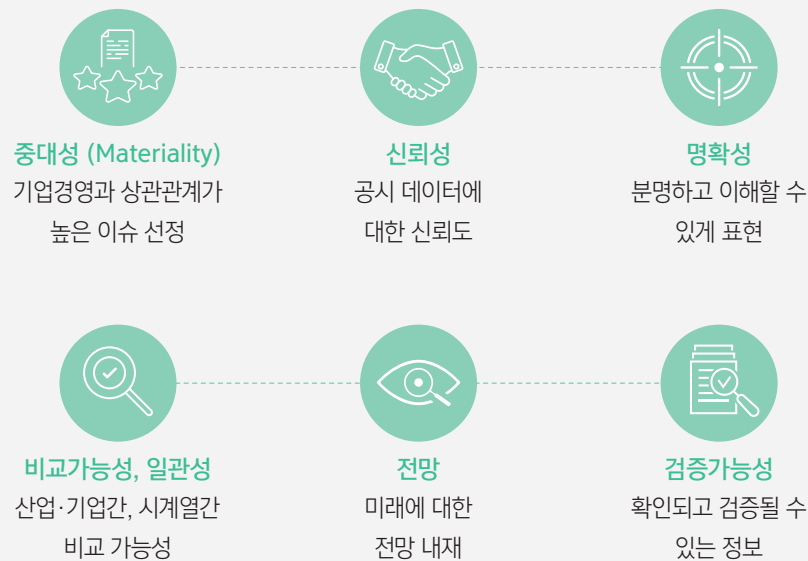 중대성 (Materiality)
기업경영과 상관관계가
높은 이슈 선정
신뢰성
공시 데이터에
대한 신뢰도
명확성
분명하고 이해할 수
있게 표현
비교가능성, 일관성
산업·기업간, 시계열간
비교 가능성
전망
미래에 대한
전망 내재
검증가능성
확인되고 검증될 수
있는 정보